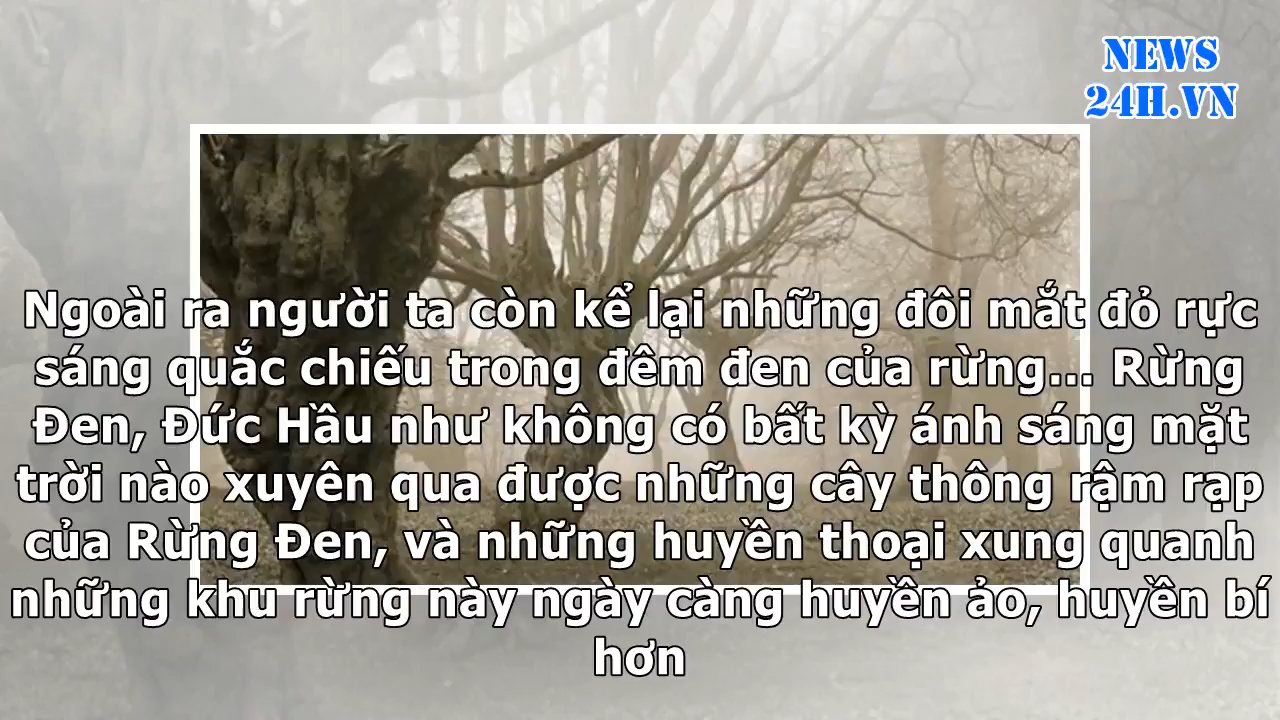 NEWS
24H.VN
Ngoài ra người ta còn kể lại những đôi mắt đỏ rực
sáng quắc chiếu trong đêm đen của rừng... Rừng
Đen, Đức Hầu như không có bất kỳ ánh sáng mặt
trời nào xuyên qua được những cây thông rậm rạp
của Rừng Đen, và những huyền thoại xung quanh
những khu rừng này ngày càng huyền ảo, huyền bí
hơn